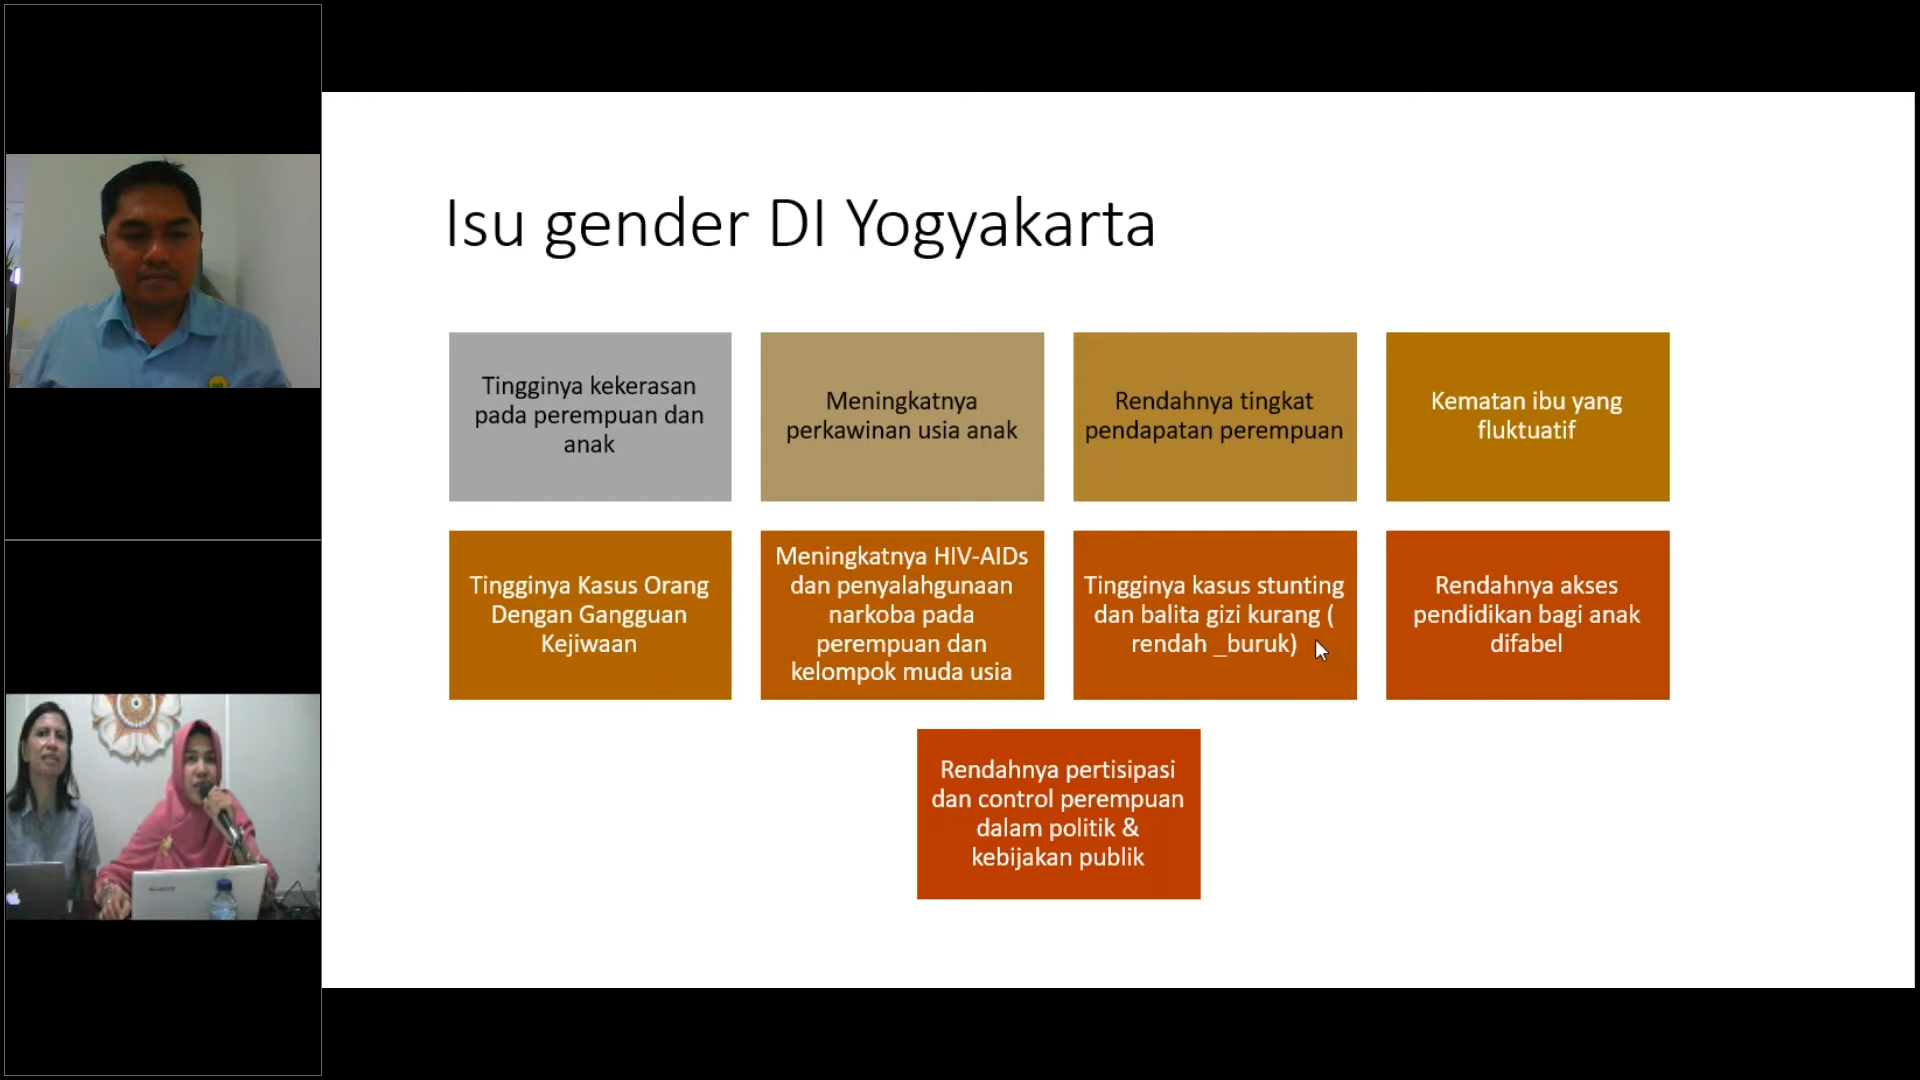 Isu gender DI Yogyakarta
Tingginya kekerasan
pada perempuan dan
anak
Meningkatnya
perkawinan usia anak
Rendahnya tingkat
pendapatan perempuan
Kematan ibu yang
fluktuatif
Tingginya Kasus Orang
Dengan Gangguan
Kejiwaan
Meningkatnya HIV-AIDs
dan penyalahgunaan
narkoba pada
perempuan dan
kelompok muda usia
Tingginya kasus stunting
dan balita gizi kurang (
rendah _buruk)
Rendahnya akses
pendidikan bagi anak
difabel
Rendahnya pertisipasi
dan control perempuan
dalam politik &
kebijakan publik